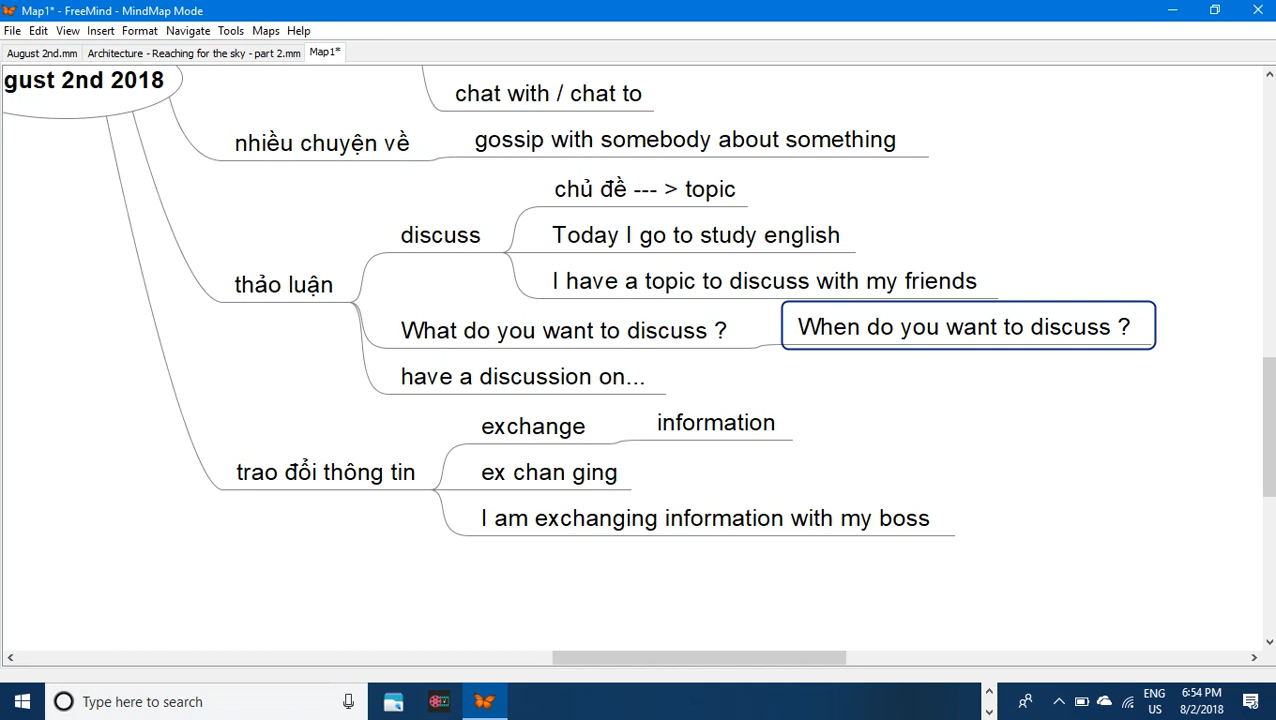 Map1* - FreeMind - MindMap Mode
File Edit View Insert Format Navigate Tools Maps Help
August 2nd.mm Architecture - Reaching for the sky - part 2.mm Map1*
gust 2nd 2018
chat with / chat to
nhiều chuyện về
gossip with somebody about something
chủ đề --- > topic
discuss
Today I go to study english
thảo luận
I have a topic to discuss with my friends
What do you want to discuss ?
When do you want to discuss ?
have a discussion on...
exchange
information
trao đổi thông tin
ex chan ging
I am exchanging information with my boss
Type here to search
ENG
US
6:54 PM
8/2/2018